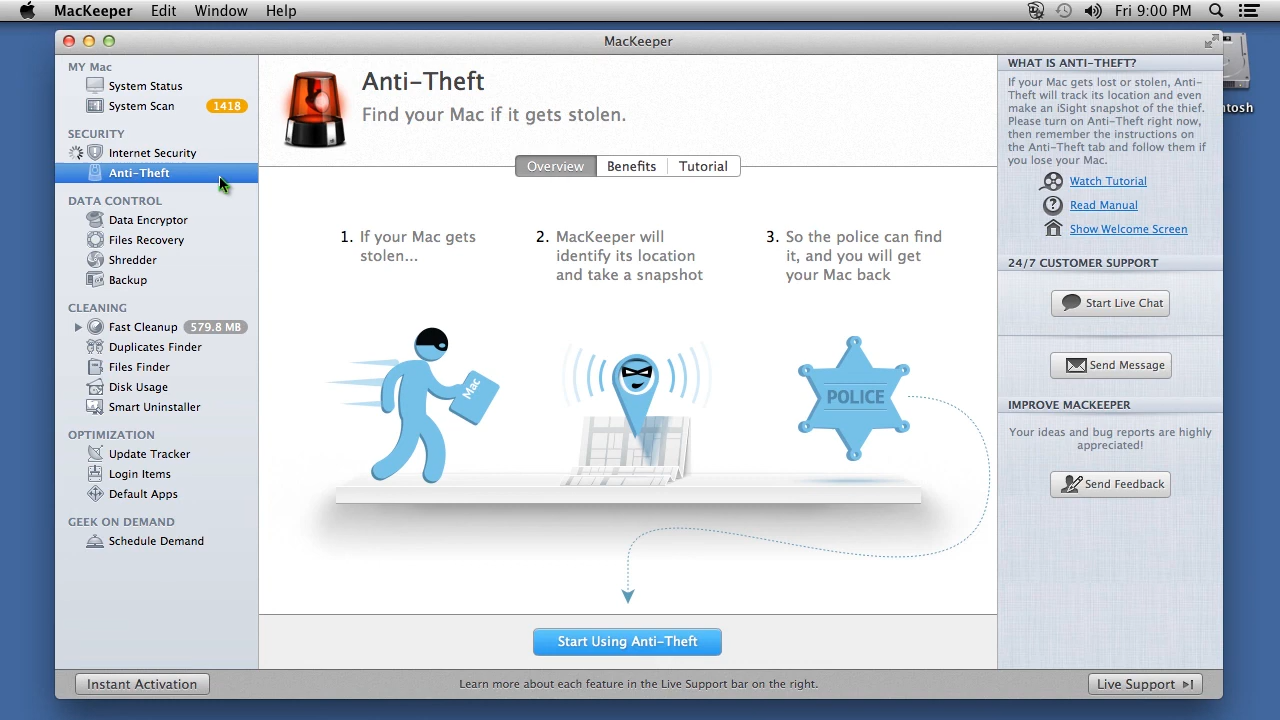 MacKeeper Edit Window Help
Fri 9:00 PM
MacKeeper
MY Mac
System Status
System Scan 1418
SECURITY
Internet Security
Anti-Theft
DATA CONTROL
Data Encryptor
Files Recovery
Shredder
Backup
CLEANING
Fast Cleanup 579.8 MB
Duplicates Finder
Files Finder
Disk Usage
Smart Uninstaller
OPTIMIZATION
Update Tracker
Login Items
Default Apps
GEEK ON DEMAND
Schedule Demand
Instant Activation
Anti-Theft
Find your Mac if it gets stolen.
Overview Benefits Tutorial
1. If your Mac gets
stolen...
2. MacKeeper will
identify its location
and take a snapshot
3. So the police can find
it, and you will get
your Mac back
Mac
POLICE
Start Using Anti-Theft
Learn more about each feature in the Live Support bar on the right.
WHAT IS ANTI-THEFT?
If your Mac gets lost or stolen, Anti-
Theft will track its location and even
make an iSight snapshot of the thief.
Please turn on Anti-Theft right now,
then remember the instructions on
the Anti-Theft tab and follow them if
you lose your Mac.
Watch Tutorial
Read Manual
Show Welcome Screen
24/7 CUSTOMER SUPPORT
Start Live Chat
Send Message
IMPROVE MACKEEPER
Your ideas and bug reports are highly
appreciated!
Send Feedback
Live Support
ntosh